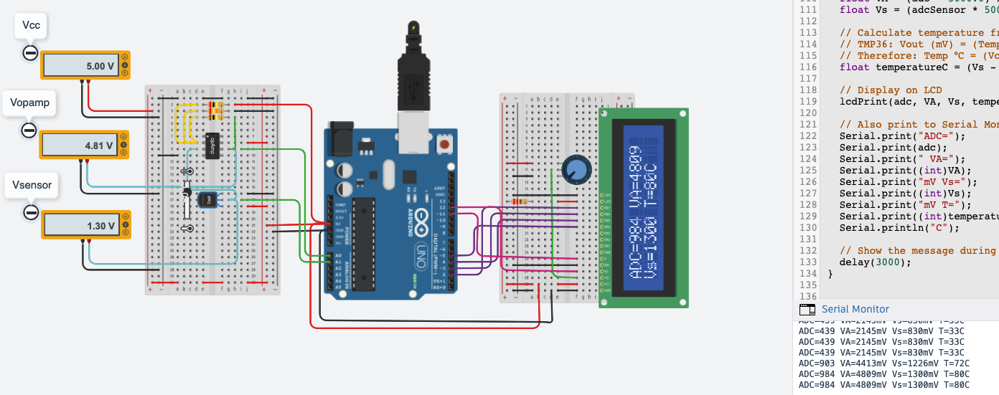 Vcc
5.00 V
Vopamp
4.81 V
Vsensor
1.30 V
opAmp
TMP
IOREF
RESET
3.3V
5V
GND
GND
Vin
POWER
A0
A1
A2
A3
A4
A5
ANALOG IN
AREF
GND
13
12
~11
~10
~9
8
7
~6
~5
4
~3
2
TX→1
RX←0
DIGITAL (PWM~)
TX
RX
L
ON
ARDUINO
UNO
ADC=984 VA=4809
Vs=1300 T=80C
111 float Vs = (adcSensor * 500
112
113 // Calculate temperature
114 // TMP36: Vout (mV) = (Temp
115 // Therefore: Temp °C = (Vo
116 float temperatureC = (Vs -
117
118 // Display on LCD
119 lcdPrint(adc, VA, Vs, tempe
120
121 // Also print to Serial Mon
122 Serial.print("ADC=");
123 Serial.print(adc);
124 Serial.print(" VA=");
125 Serial.print((int)VA);
126 Serial.print("mV Vs=");
127 Serial.print((int)Vs);
128 Serial.print("mV T=");
129 Serial.print((int)temperatu
130 Serial.println("C");
131
132 // Show the message during
133 delay(3000);
134 }
135
136
Serial Monitor
ADC=439 VA=2145mV Vs=830mV T=33C
ADC=439 VA=2145mV Vs=830mV T=33C
ADC=439 VA=2145mV Vs=830mV T=33C
ADC=439 VA=2145mV Vs=830mV T=33C
ADC=903 VA=4413mV Vs=1226mV T=72C
ADC=984 VA=4809mV Vs=1300mV T=80C
ADC=984 VA=4809mV Vs=1300mV T=80C